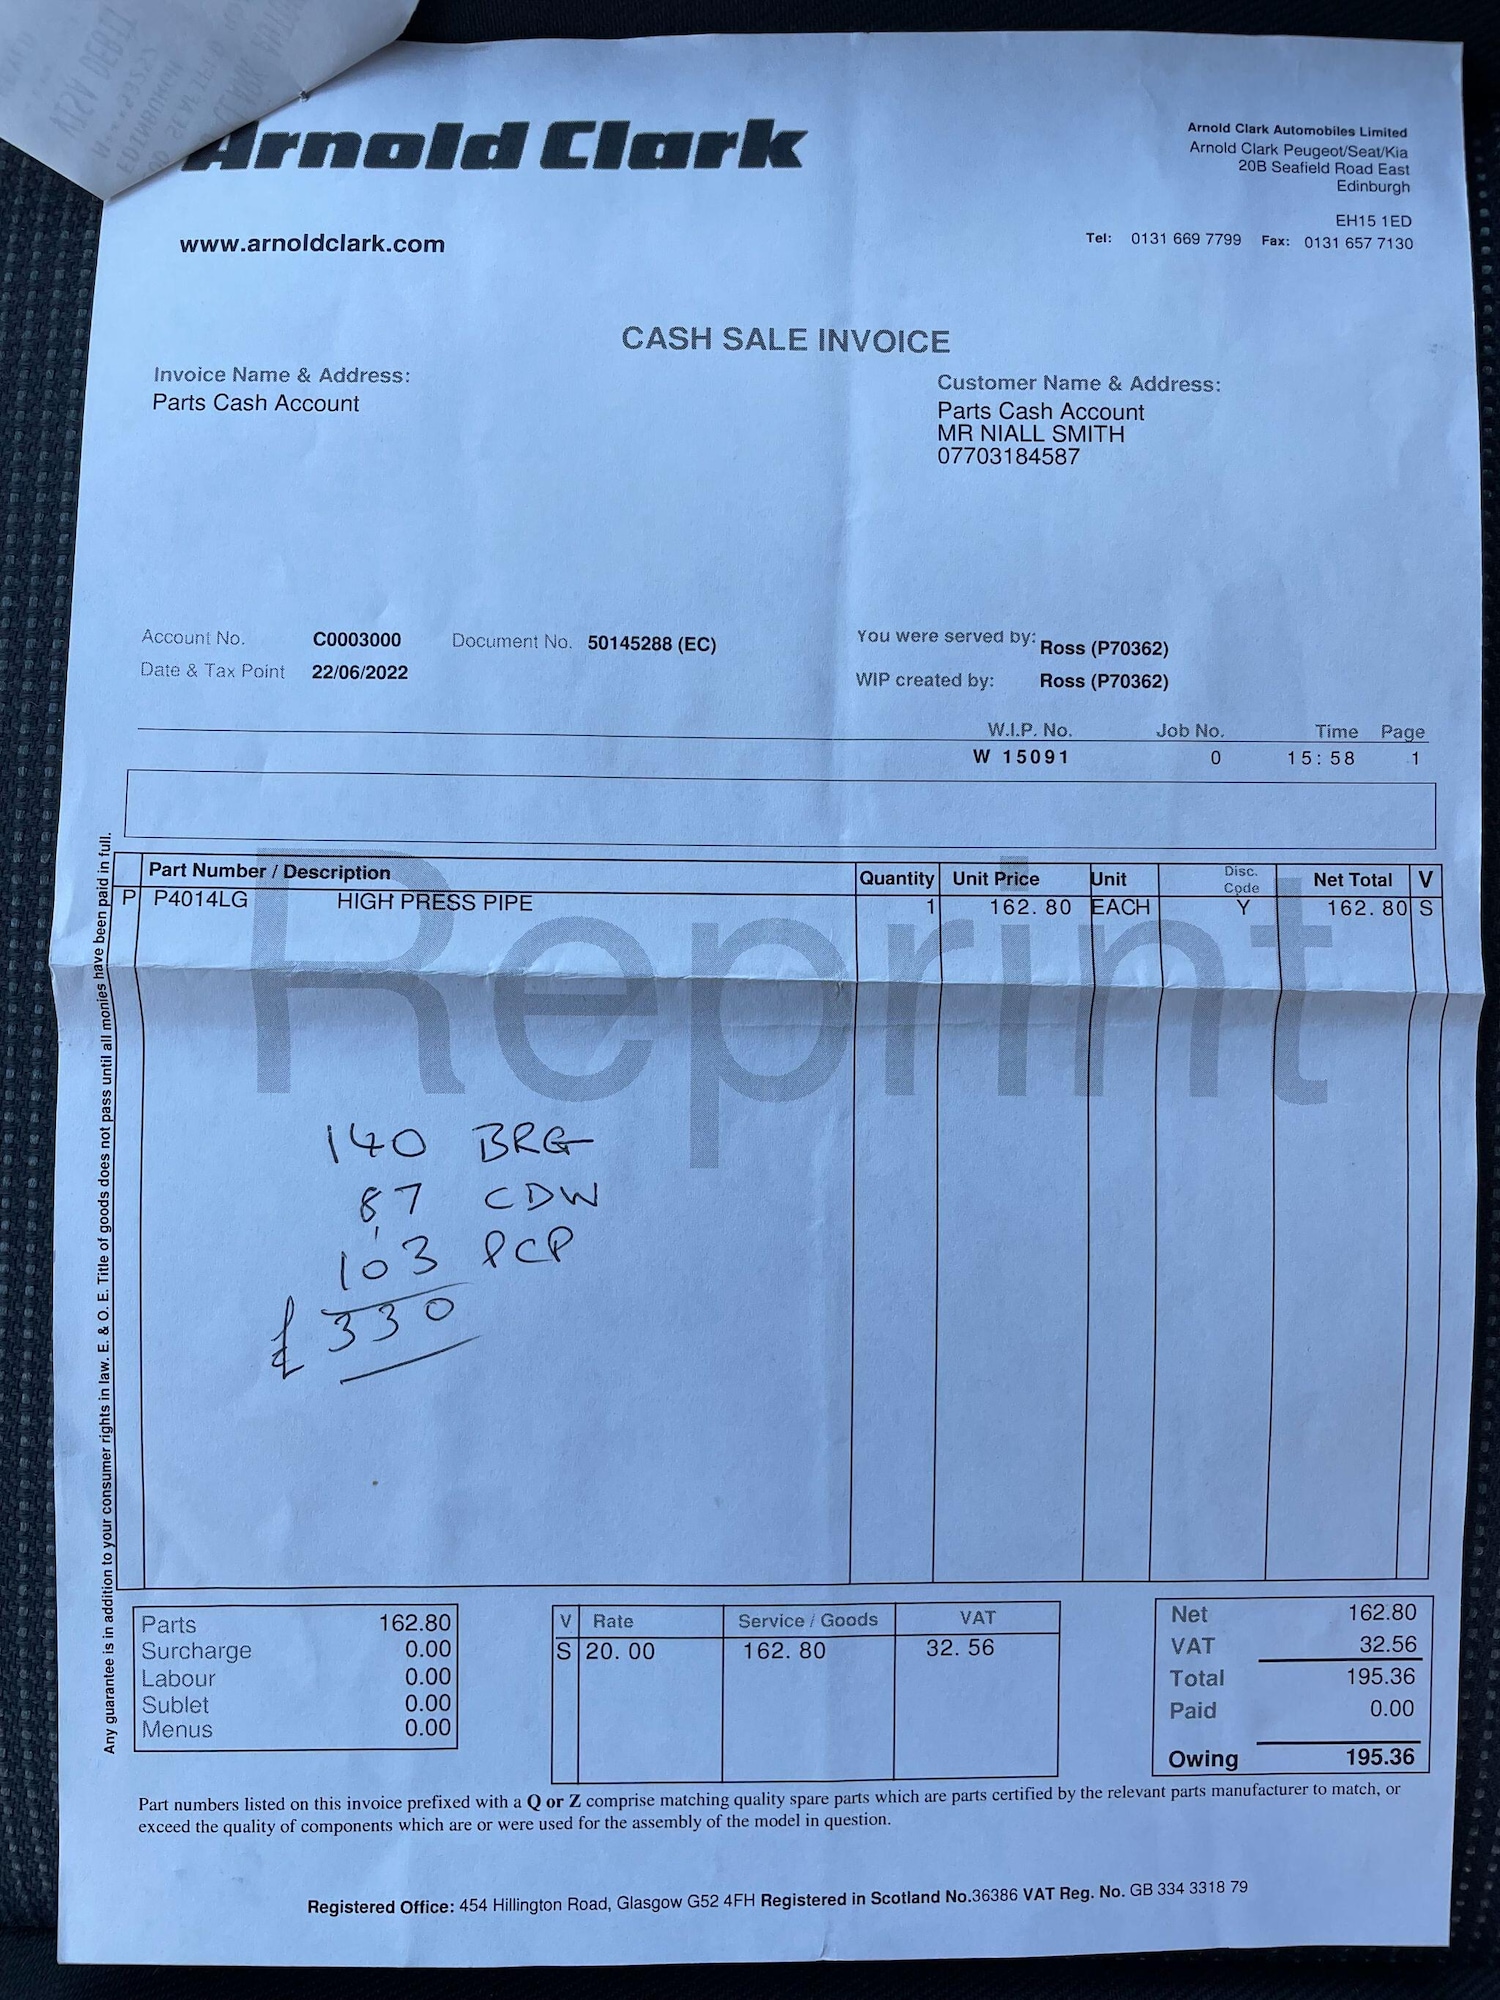 VISA DEBIT
EDINBURGH
Arnold Clark
www.arnoldclark.com
Arnold Clark Automobiles Limited
Arnold Clark Peugeot/Seat/Kia
20B Seafield Road East
Edinburgh
EH15 1ED
Tel: 0131 669 7799 Fax: 0131 657 7130
CASH SALE INVOICE
Invoice Name & Address:
Parts Cash Account
Customer Name & Address:
Parts Cash Account
MR NIALL SMITH
07703184587
Account No. C0003000 Document No. 50145288 (EC)
Date & Tax Point 22/06/2022
You were served by: Ross (P70362)
WIP created by: Ross (P70362)
W.I.P. No. Job No. Time Page
W 15091 0 15:58 1
Part Number / Description Quantity Unit Price Unit Disc. Code Net Total V
P P4014LG HIGH PRESS PIPE 1 162.80 EACH Y 162.80 S
Reprint
140 BRG
87 CDW
103 PCP
£330
Any guarantee is in addition to your consumer rights in law. E. & O. E. Title of goods does not pass until all monies have been paid in full.
Parts 162.80
Surcharge 0.00
Labour 0.00
Sublet 0.00
Menus 0.00
V Rate Service / Goods VAT
S 20.00 162.80 32.56
Net 162.80
VAT 32.56
Total 195.36
Paid 0.00
Owing 195.36
Part numbers listed on this invoice prefixed with a Q or Z comprise matching quality spare parts which are parts certified by the relevant parts manufacturer to match, or
exceed the quality of components which are or were used for the assembly of the model in question.
Registered Office: 454 Hillington Road, Glasgow G52 4FH Registered in Scotland No.36386 VAT Reg. No. GB 334 3318 79